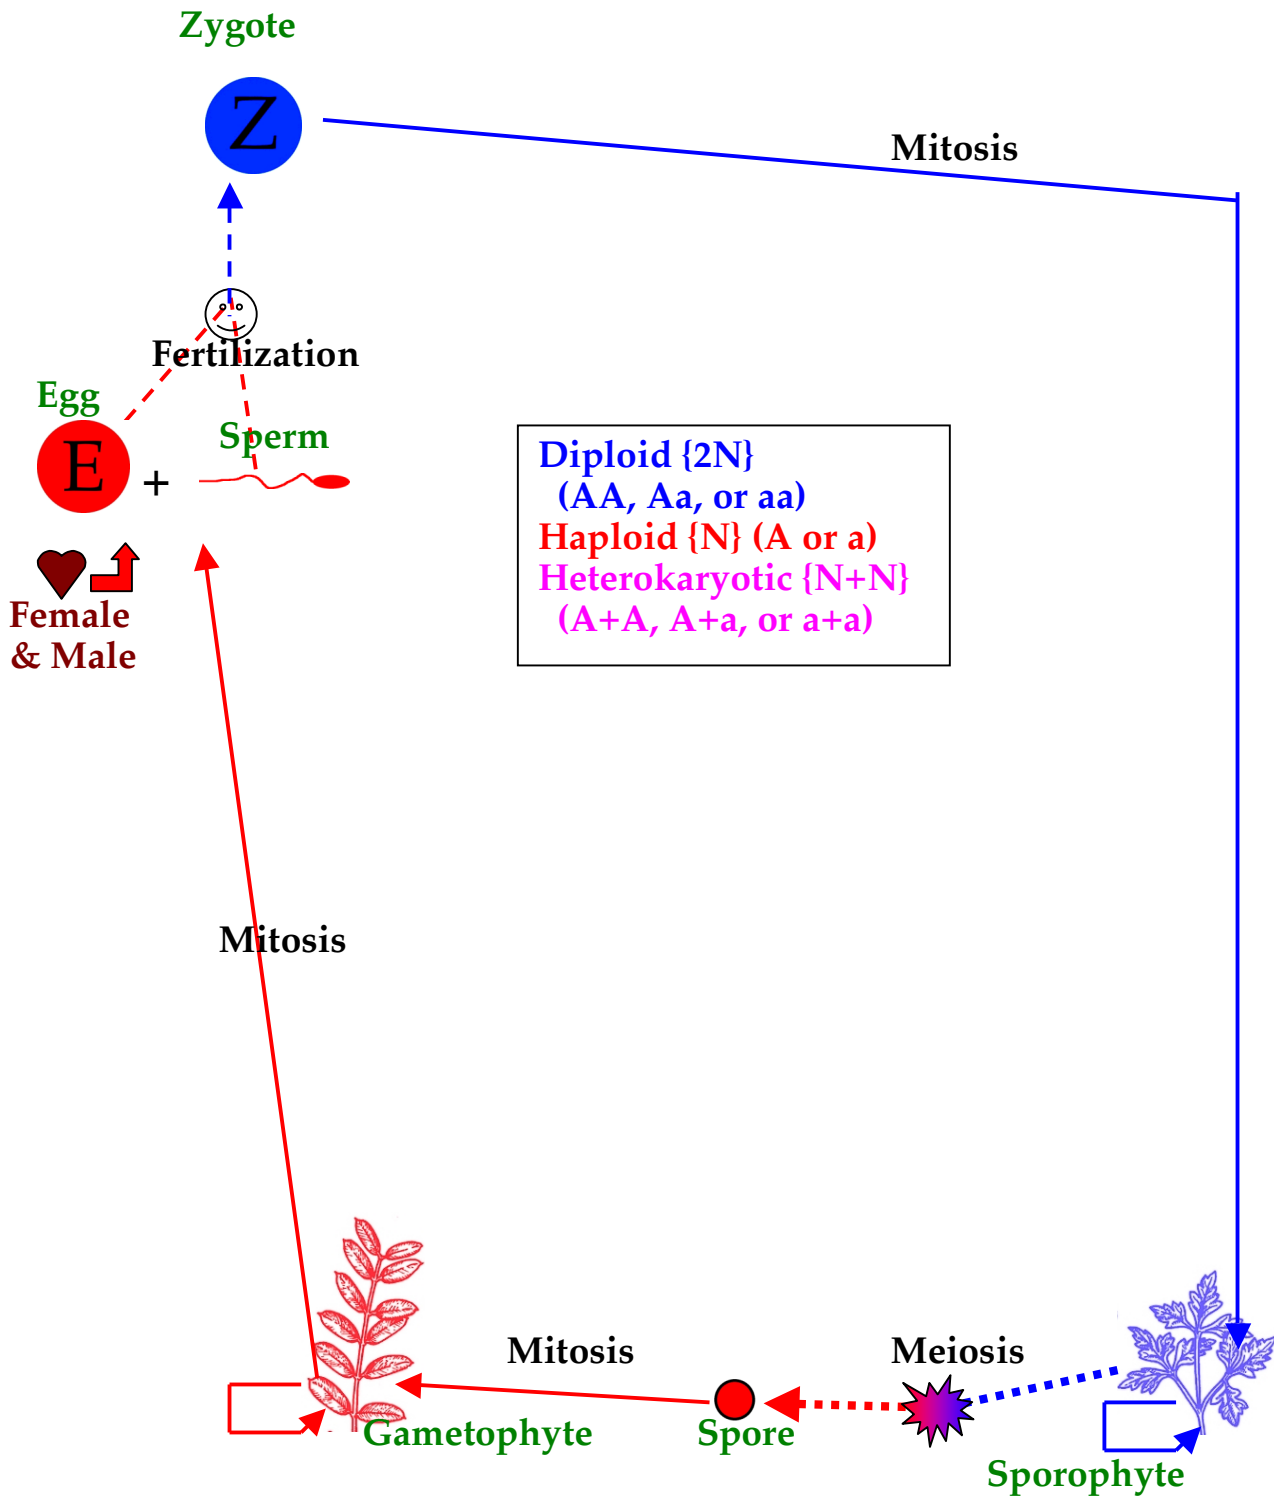 Zygote
Z
Mitosis
Fertilization
Egg
Sperm
E
+
Female
& Male
Diploid {2N}
(AA, Aa, or aa)
Haploid {N} (A or a)
Heterokaryotic {N+N}
(A+A, A+a, or a+a)
Mitosis
Mitosis
Meiosis
Gametophyte
Spore
Sporophyte